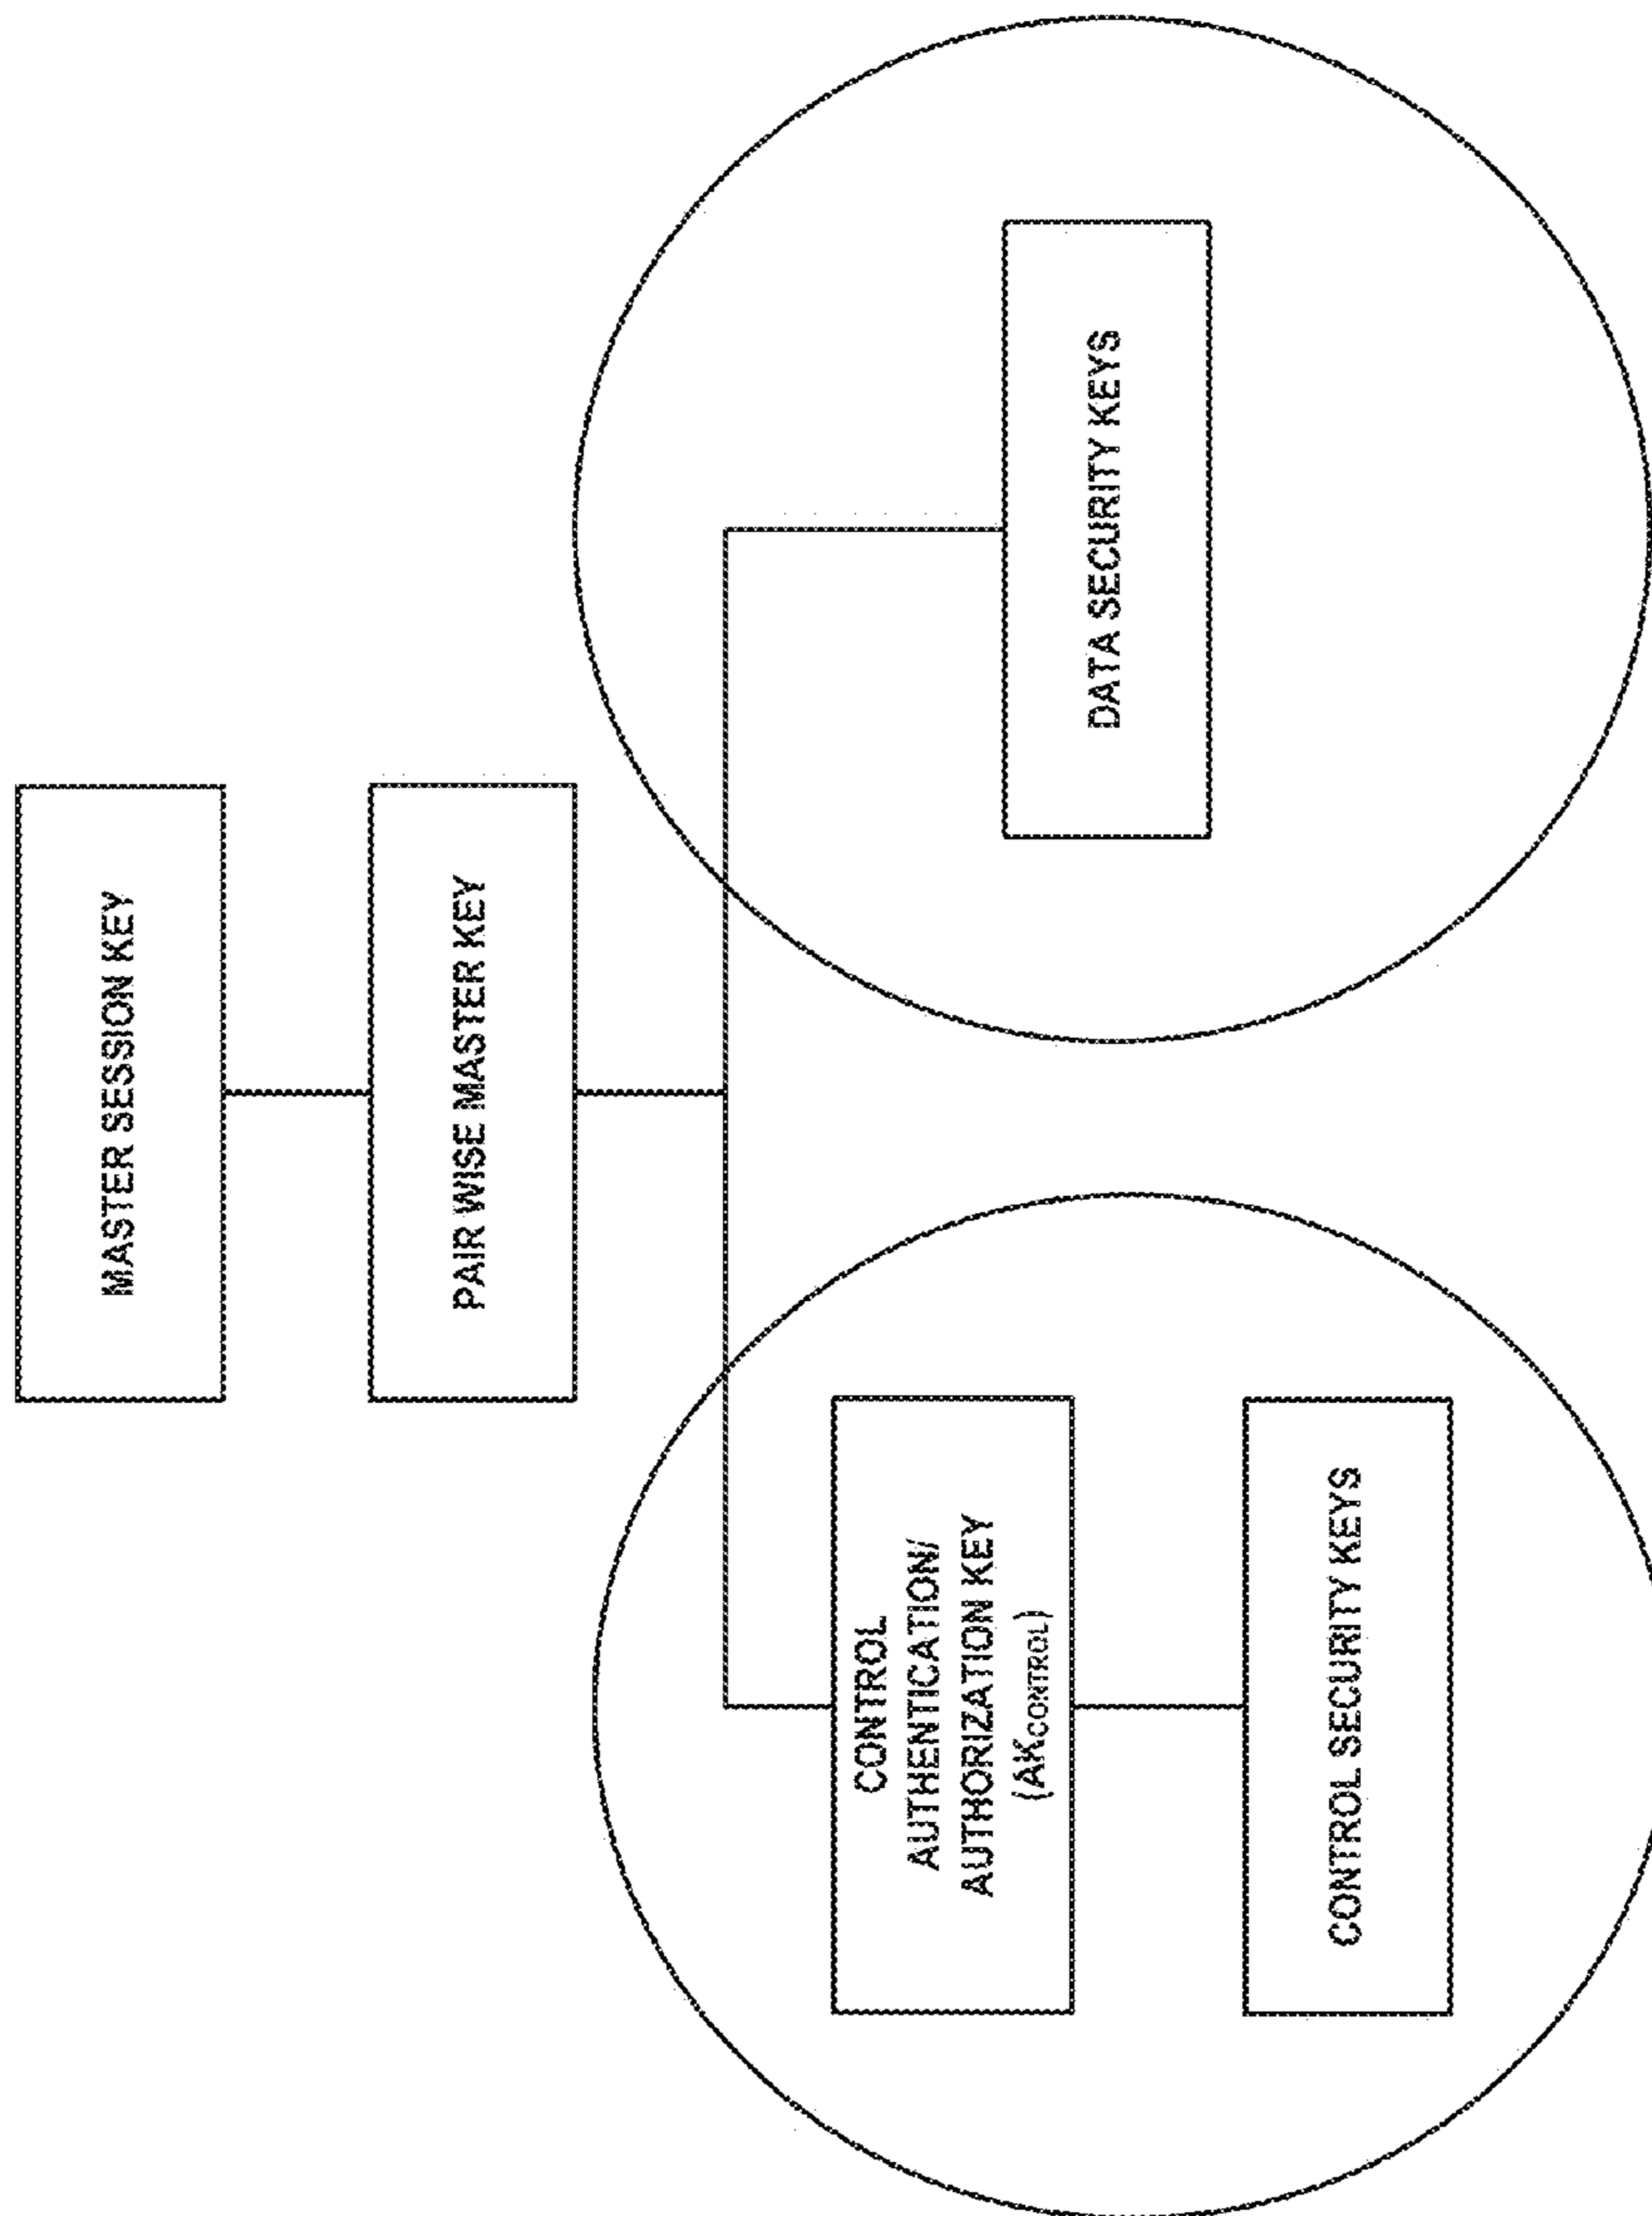 MASTER SESSION KEY
PAIR WISE MASTER KEY
CONTROL
AUTHENTICATION/
AUTHORIZATION KEY
(AKCONTROL)
CONTROL SECURITY KEYS
DATA SECURITY KEYS